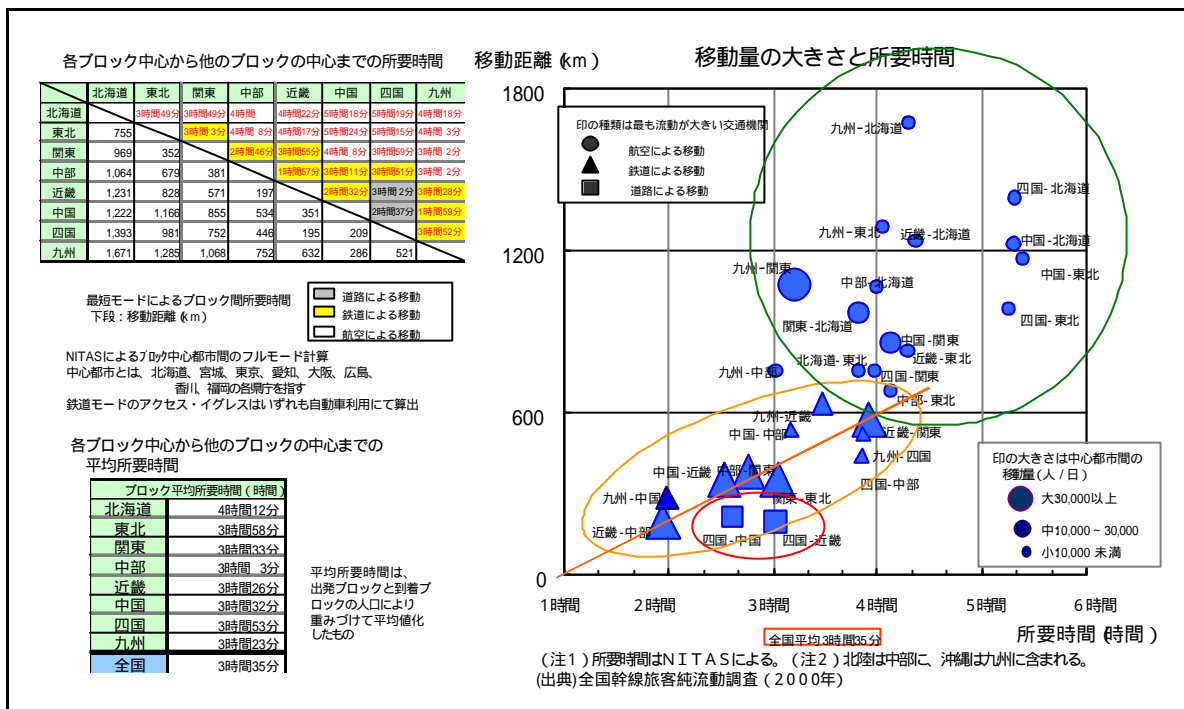 各ブロック中心から他のブロックの中心までの所要時間
北海道 東北 関東 中部 近畿 中国 四国 九州
北海道 3時間49分 3時間49分 4時間 4時間22分 5時間18分 5時間19分 4時間18分
東北 755 3時間 3分 4時間 8分 4時間17分 5時間24分 5時間15分 4時間 3分
関東 969 352 2時間46分 3時間55分 4時間 8分 3時間59分 3時間 2分
中部 1,064 679 381 1時間57分 3時間11分 3時間51分 3時間 2分
近畿 1,231 828 571 197 2時間32分 3時間 2分 3時間28分
中国 1,222 1,166 855 534 351 2時間37分 1時間59分
四国 1,393 981 752 446 195 209 3時間52分
九州 1,671 1,285 1,068 752 632 286 521
最短モードによるブロック間所要時間
下段：移動距離(km)
道路による移動
鉄道による移動
航空による移動
NITASによるブロック中心都市間のフルモード計算
中心都市とは、北海道、宮城、東京、愛知、大阪、広島、
香川、福岡の各県庁を指す
鉄道モードのアクセス・イグレスはいずれも自動車利用にて算出
各ブロック中心から他のブロックの中心までの
平均所要時間
ブロック平均所要時間（時間）
北海道 4時間12分
東北 3時間58分
関東 3時間33分
中部 3時間 3分
近畿 3時間26分
中国 3時間32分
四国 3時間53分
九州 3時間23分
全国 3時間35分
平均所要時間は、
出発ブロックと到着ブ
ロックの人口により
重みづけて平均値化
したもの
移動距離(km)
移動量の大きさと所要時間
1800
1200
600
0
印の種類は最も流動が大きい交通機関
航空による移動
鉄道による移動
道路による移動
九州-北海道
四国-北海道
九州-東北
近畿-北海道
中国-北海道
九州-関東
中部-北海道
中国-東北
関東-北海道
四国-東北
中国-関東
北海道-東北
近畿-東北
九州-中部
四国-関東
中部-東北
九州-近畿
中国-中部
近畿-関東
九州-四国
中国-近畿
中部-関東
四国-中部
九州-中国
関東-東北
近畿-中部
四国-中国
四国-近畿
印の大きさは中心都市間の
移動量(人/日)
大30,000以上
中10,000～30,000
小10,000 未満
1時間 2時間 3時間 4時間 5時間 6時間
所要時間(時間)
全国平均3時間35分
（注1）所要時間はNITASによる。（注2）北陸は中部に、沖縄は九州に含まれる。
(出典)全国幹線旅客純流動調査（2000年）